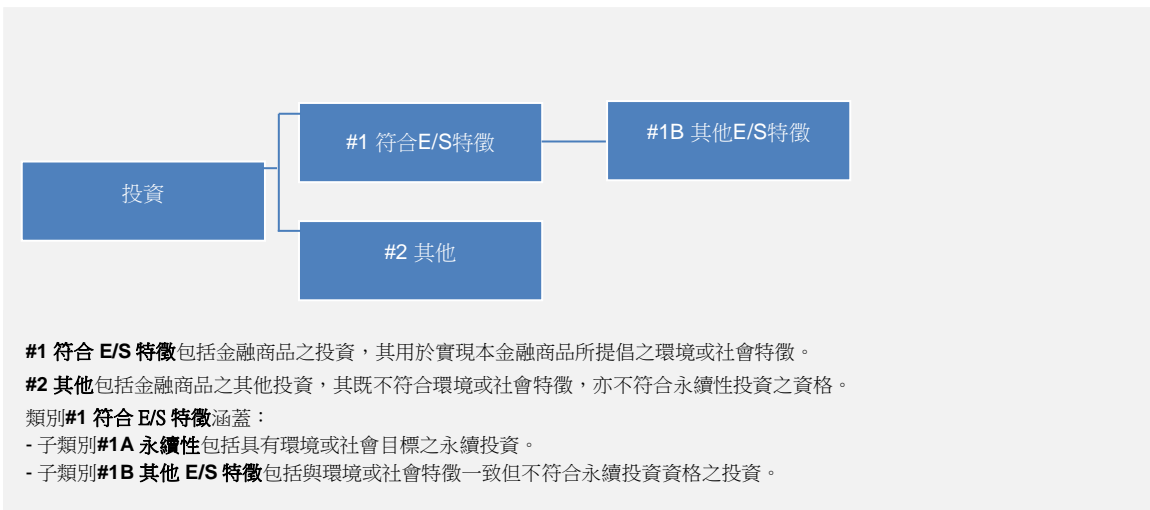 #1 符合E/S特徵
#1B 其他E/S特徵
投資
#2 其他
#1 符合 E/S 特徵包括金融商品之投資，其用於實現本金融商品所提倡之環境或社會特徵。
#2 其他包括金融商品之其他投資，其既不符合環境或社會特徵，亦不符合永續性投資之資格。
類別#1 符合 E/S 特徵涵蓋：
- 子類別#1A 永續性包括具有環境或社會目標之永續投資。
- 子類別#1B 其他 E/S 特徵包括與環境或社會特徵一致但不符合永續投資資格之投資。